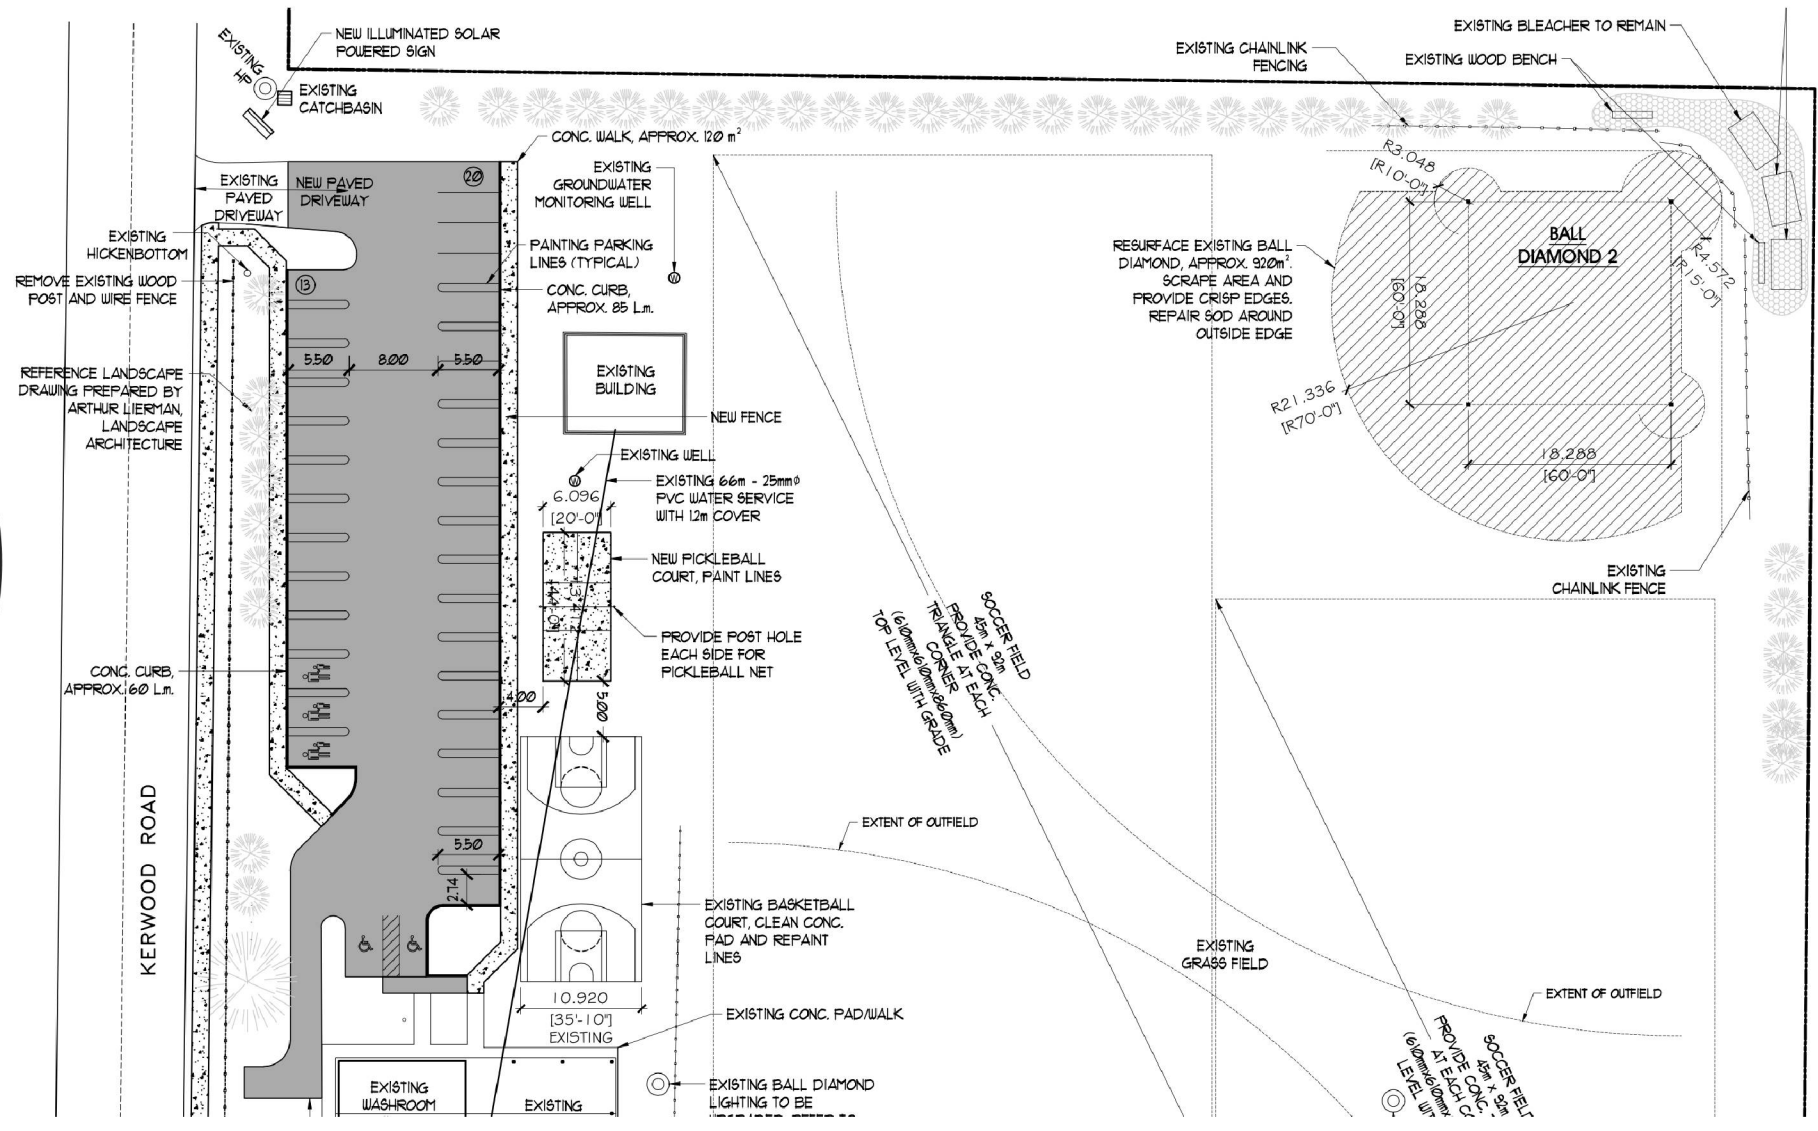 NEW ILLUMINATED SOLAR
POWERED SIGN
EXISTING
HP
EXISTING
CATCHBASIN
EXISTING CHAINLINK
FENCING
EXISTING BLEACHER TO REMAIN
EXISTING WOOD BENCH
CONC. WALK, APPROX. 120 m²
EXISTING
GROUNDWATER
MONITORING WELL
W
20
EXISTING
PAVED
DRIVEWAY
NEW PAVED
DRIVEWAY
EXISTING
HICKENBOTTOM
REMOVE EXISTING WOOD
POST AND WIRE FENCE
13
PAINTING PARKING
LINES (TYPICAL)
CONC. CURB,
APPROX. 85 L.m.
R3.048
[R10'-0"]
BALL
DIAMOND 2
R4.572
[R15'-0"]
18.288
[60'-0"]
RESURFACE EXISTING BALL
DIAMOND, APPROX. 920m².
SCRAPE AREA AND
PROVIDE CRISP EDGES.
REPAIR SOD AROUND
OUTSIDE EDGE
R21.336
[R70'-0"]
18.288
[60'-0"]
5.50
8.00
5.50
EXISTING
BUILDING
REFERENCE LANDSCAPE
DRAWING PREPARED BY
ARTHUR LIERMAN,
LANDSCAPE
ARCHITECTURE
NEW FENCE
EXISTING WELL
W
EXISTING 66m - 25mmø
PVC WATER SERVICE
WITH 1.2m COVER
6.096
[20'-0"]
NEW PICKLEBALL
COURT, PAINT LINES
[44'-0"]
PROVIDE POST HOLE
EACH SIDE FOR
PICKLEBALL NET
EXISTING
CHAINLINK FENCE
SOCCER FIELD
45m x 92m
PROVIDE CONC.
TRIANGLE AT EACH
CORNER
(610mmx610mmx860mm)
TOP LEVEL WITH GRADE
CONC. CURB,
APPROX. 60 L.m.
4.00
5.00
KERWOOD ROAD
EXTENT OF OUTFIELD
5.50
2.74
EXISTING BASKETBALL
COURT, CLEAN CONC.
PAD AND REPAINT
LINES
EXISTING
GRASS FIELD
10.920
[35'-10"]
EXISTING
EXISTING CONC. PAD/WALK
EXTENT OF OUTFIELD
SOCCER FIELD
45m x 92m
PROVIDE CONC.
AT EACH
(610mmx610mmx
LEVEL
EXISTING
WASHROOM
EXISTING
EXISTING BALL DIAMOND
LIGHTING TO BE